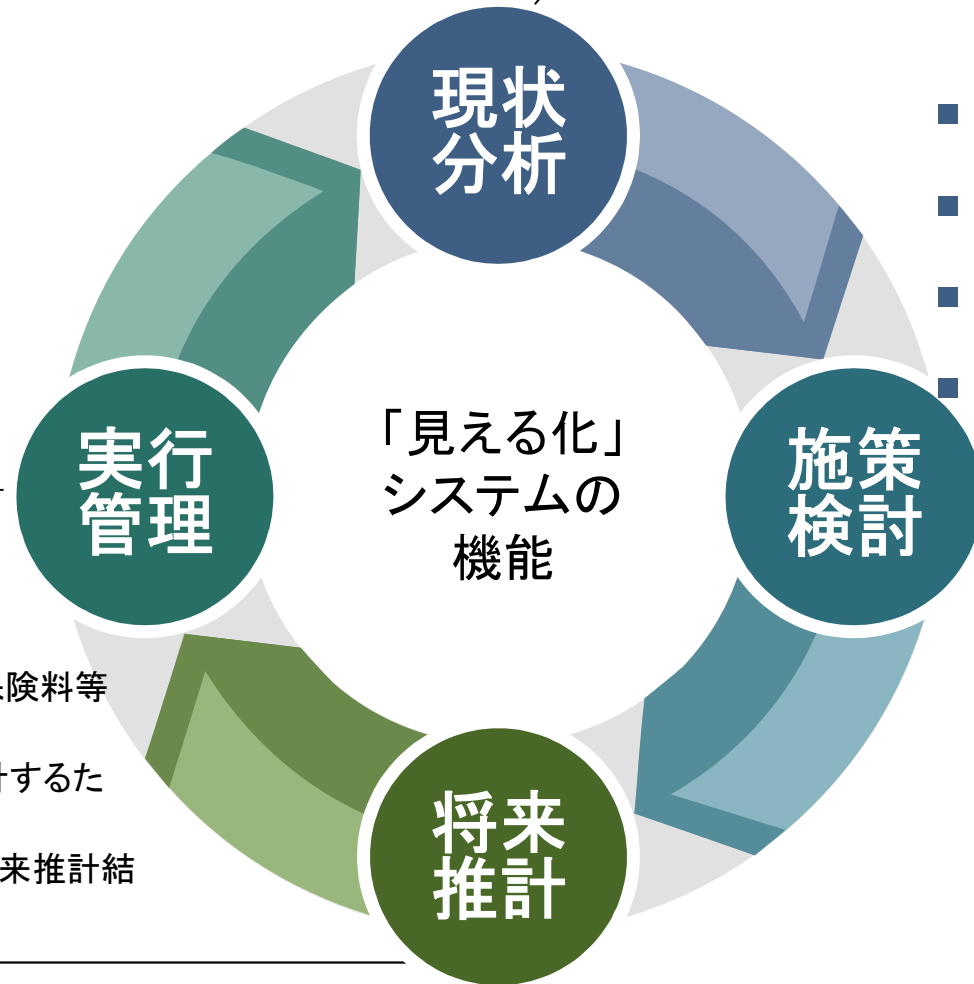 現状
分析
「見える化」
システムの
機能
実行
管理
施策
検討
険料等
計するた
来推計結
将来
推計